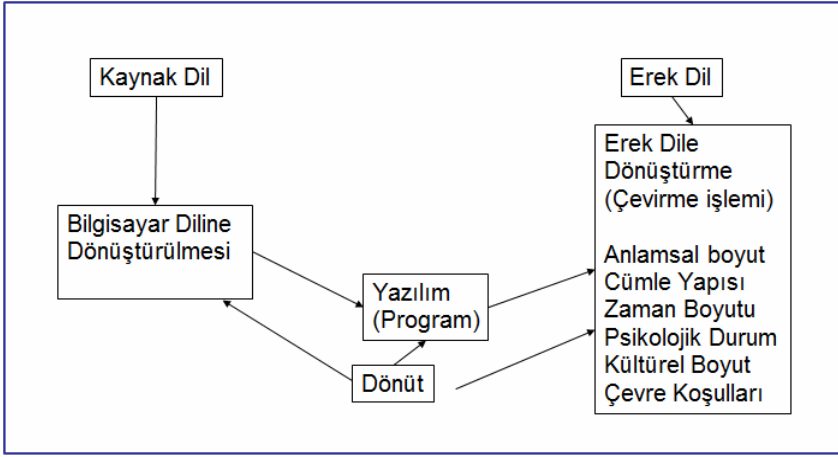 Kaynak Dil
Erek Dil
Bilgisayar Diline
Dönüştürülmesi
Yazılım
(Program)
Dönüt
Erek Dile
Dönüştürme
(Çevirme işlemi)
Anlamsal boyut
Cümle Yapısı
Zaman Boyutu
Psikolojik Durum
Kültürel Boyut
Çevre Koşulları